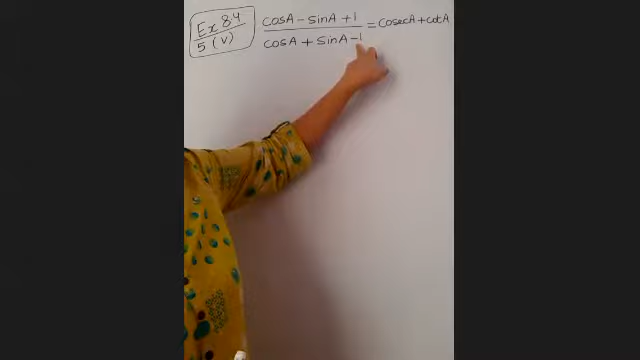 Ex 8.4
5 (V)
cosA - sinA + 1
cosA + sinA - 1
= CosecA + cotA